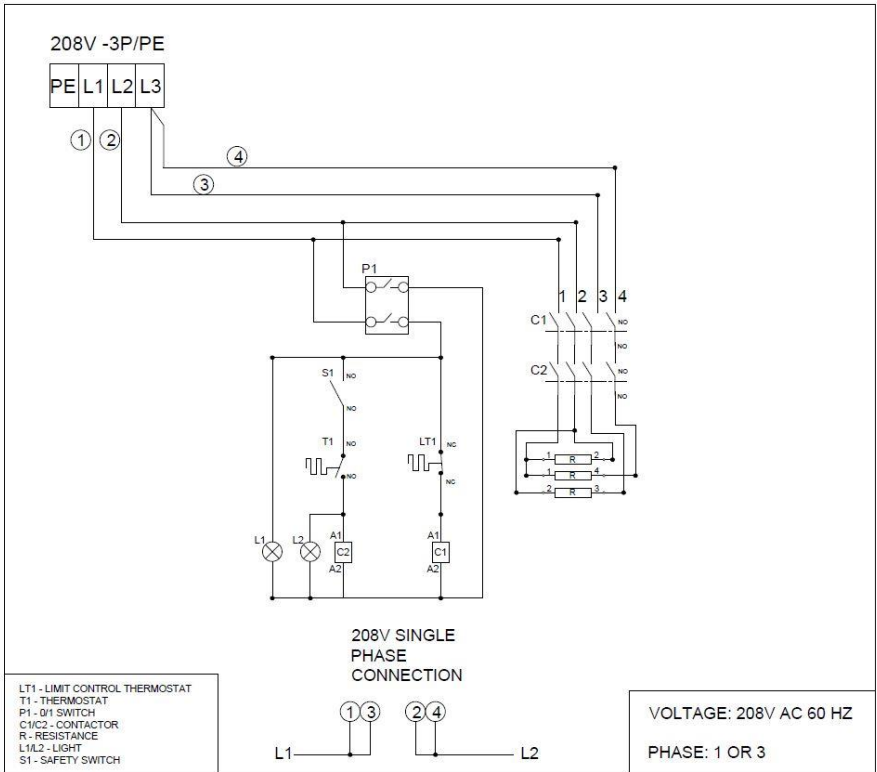 208V -3P/PE
PE L1 L2 L3
1 2
4
3
P1
1 2 3 4
C1 NO
NO
C2 NO
NO
S1 NO
NO
T1 NO
NO
LT1 NC
NC
1 R 2
1 R 4
2 R 3
L1 L2 A1 C2 A2
A1 C1 A2
208V SINGLE
PHASE
CONNECTION
1 3 2 4
L1 L2
LT1 - LIMIT CONTROL THERMOSTAT
T1 - THERMOSTAT
P1 - 0/1 SWITCH
C1/C2 - CONTACTOR
R - RESISTANCE
L1/L2 - LIGHT
S1 - SAFETY SWITCH
VOLTAGE: 208V AC 60 HZ
PHASE: 1 OR 3